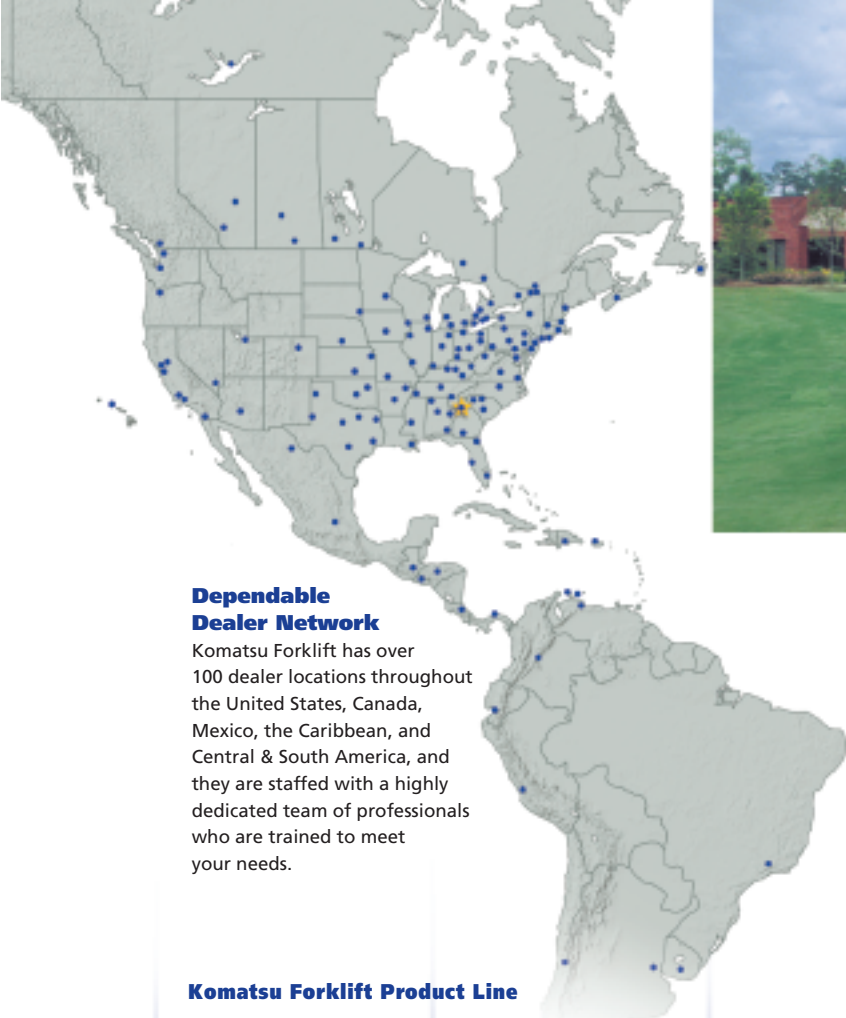 Dependable
Dealer Network
Komatsu Forklift has over
100 dealer locations throughout
the United States, Canada,
Mexico, the Caribbean, and
Central & South America, and
they are staffed with a highly
dedicated team of professionals
who are trained to meet
your needs.
Komatsu Forklift Product Line